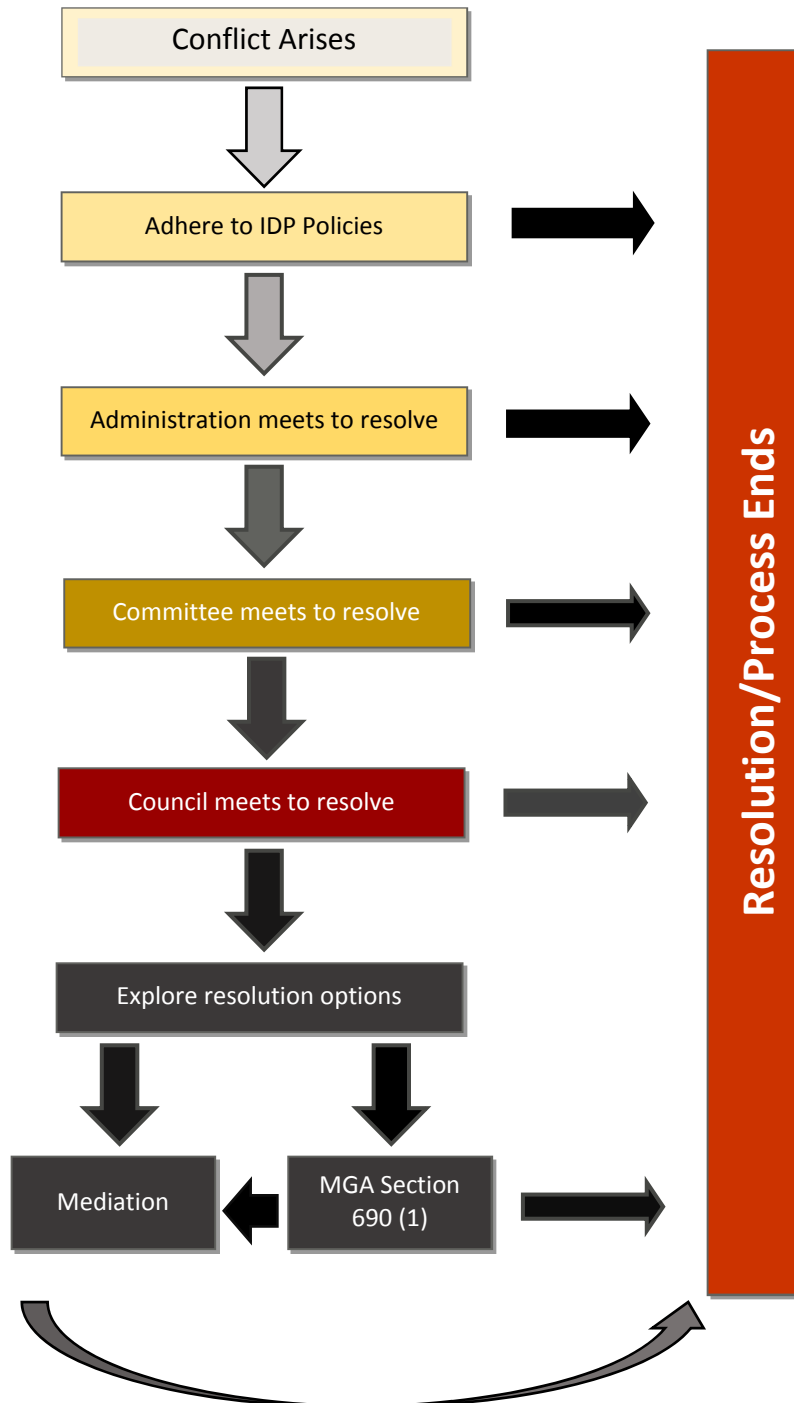 Conflict Arises
Adhere to IDP Policies
Administration meets to resolve
Committee meets to resolve
Council meets to resolve
Explore resolution options
Mediation
MGA Section
690 (1)
Resolution/Process Ends